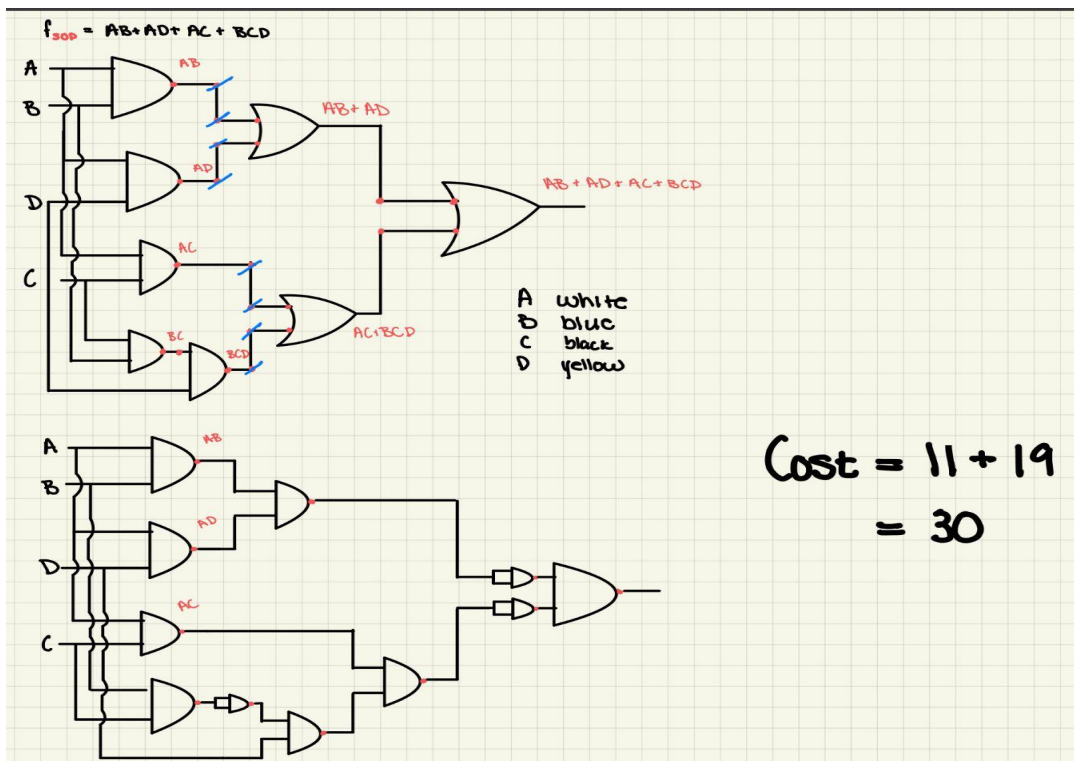 fSOP = AB+AD+ AC + BCD
A
AB
B
AB+ AD
AD
D
AB + AD + AC + BCD
AC
C
A white
B blue
C black
D yellow
BC
BCD
AC+BCD
A
AB
B
Cost = 11 + 19
= 30
AD
D
AC
C